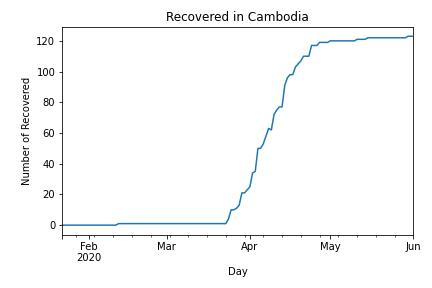 Recovered in Cambodia
Number of Recovered
120
100
80
60
40
20
0
Feb
2020
Mar
Apr
May
Jun
Day